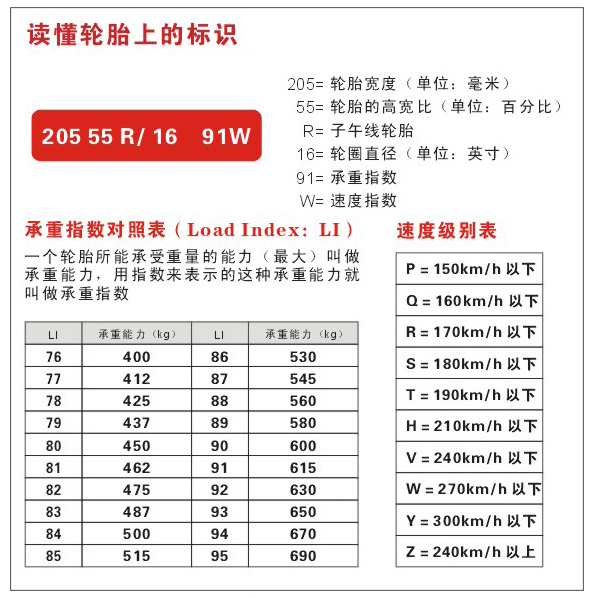 读懂轮胎上的标识
205 55 R/ 16 91W
205= 轮胎宽度（单位：毫米）
55= 轮胎的高宽比（单位：百分比）
R= 子午线轮胎
16= 轮圈直径（单位：英寸）
91= 承重指数
W= 速度指数
承重指数对照表（Load Index: LI）
一个轮胎所能承受重量的能力（最大）叫做
承重能力，用指数来表示的这种承重能力就
叫做承重指数
LI 承重能力（kg） LI 承重能力（kg）
76 400 86 530
77 412 87 545
78 425 88 560
79 437 89 580
80 450 90 600
81 462 91 615
82 475 92 630
83 487 93 650
84 500 94 670
85 515 95 690
速度级别表
P = 150km/h 以下
Q = 160km/h 以下
R = 170km/h 以下
S = 180km/h 以下
T = 190km/h 以下
H = 210km/h 以下
V = 240km/h 以下
W = 270km/h 以下
Y = 300km/h 以下
Z = 240km/h 以上